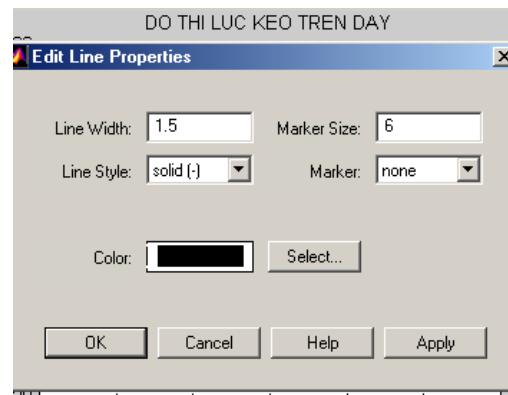 DO THI LUC KEO TREN DAY
Edit Line Properties
Line Width: 1.5 Marker Size: 6
Line Style: solid (-) Marker: none
Color: Select...
OK Cancel Help Apply